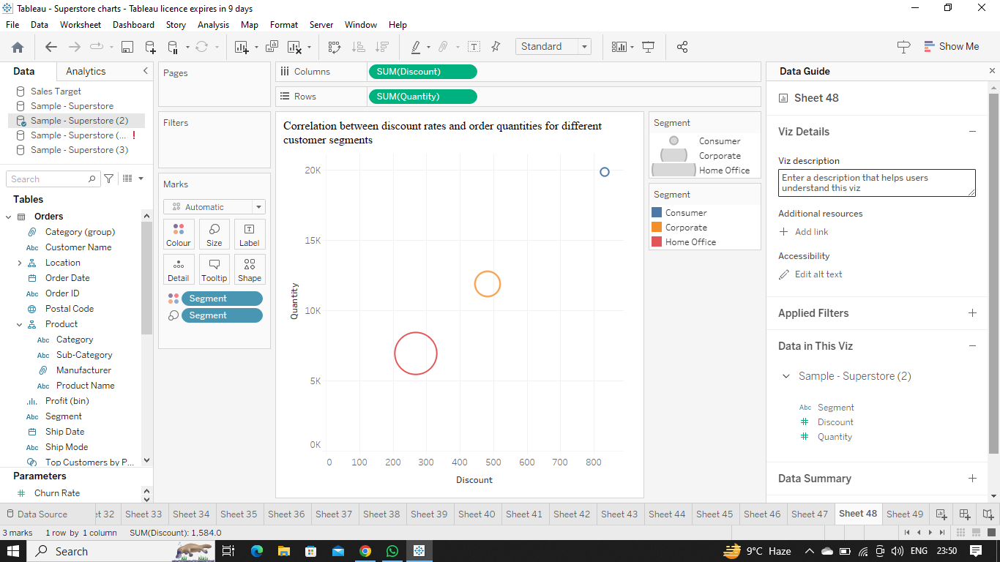 Tableau - Superstore charts - Tableau licence expires in 9 days
File Data Worksheet Dashboard Story Analysis Map Format Server Window Help
Standard
Show Me
Data Analytics
Sales Target
Sample - Superstore
Sample - Superstore (2)
Sample - Superstore (... !
Sample - Superstore (3)
Search
Tables
Orders
Category (group)
Abc Customer Name
Location
Order Date
Abc Order ID
Postal Code
Product
Abc Category
Abc Sub-Category
Manufacturer
Abc Product Name
Profit (bin)
Abc Segment
Ship Date
Abc Ship Mode
Top Customers by P...
Parameters
# Churn Rate
Pages
Filters
Marks
Automatic
Colour Size Label
Detail Tooltip Shape
Segment
Segment
Columns SUM(Discount)
Rows SUM(Quantity)
Correlation between discount rates and order quantities for different
customer segments
20K
15K
10K
5K
0K
Quantity
0 100 200 300 400 500 600 700 800
Discount
Segment
Consumer
Corporate
Home Office
Segment
Consumer
Corporate
Home Office
Data Guide
Sheet 48
Viz Details
Viz description
Enter a description that helps users
understand this viz
Additional resources
Add link
Accessibility
Edit alt text
Applied Filters
Data in This Viz
Sample - Superstore (2)
Abc Segment
# Discount
# Quantity
Data Summary
Data Source et 32 Sheet 33 Sheet 34 Sheet 35 Sheet 36 Sheet 37 Sheet 38 Sheet 39 Sheet 40 Sheet 41 Sheet 42 Sheet 43 Sheet 44 Sheet 45 Sheet 46 Sheet 47 Sheet 48 Sheet 49
3 marks 1 row by 1 column SUM(Discount): 1,584.0
Search
9°C Haze
ENG 23:50